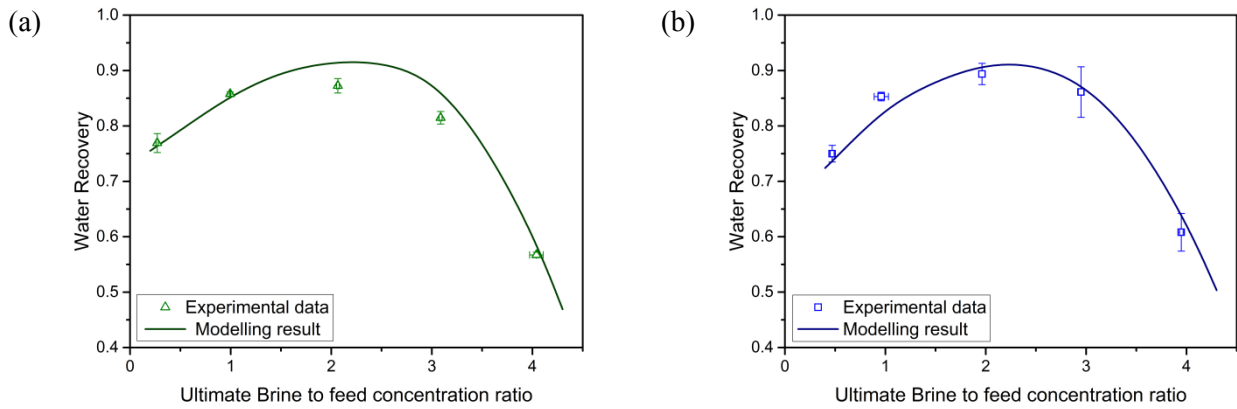 (a)
1.0
0.9
0.8
0.7
0.6
0.5
0.4
Water Recovery
Experimental data
Modelling result
0 1 2 3 4
Ultimate Brine to feed concentration ratio
(b)
1.0
0.9
0.8
0.7
0.6
0.5
0.4
Water Recovery
Experimental data
Modelling result
0 1 2 3 4
Ultimate Brine to feed concentration ratio